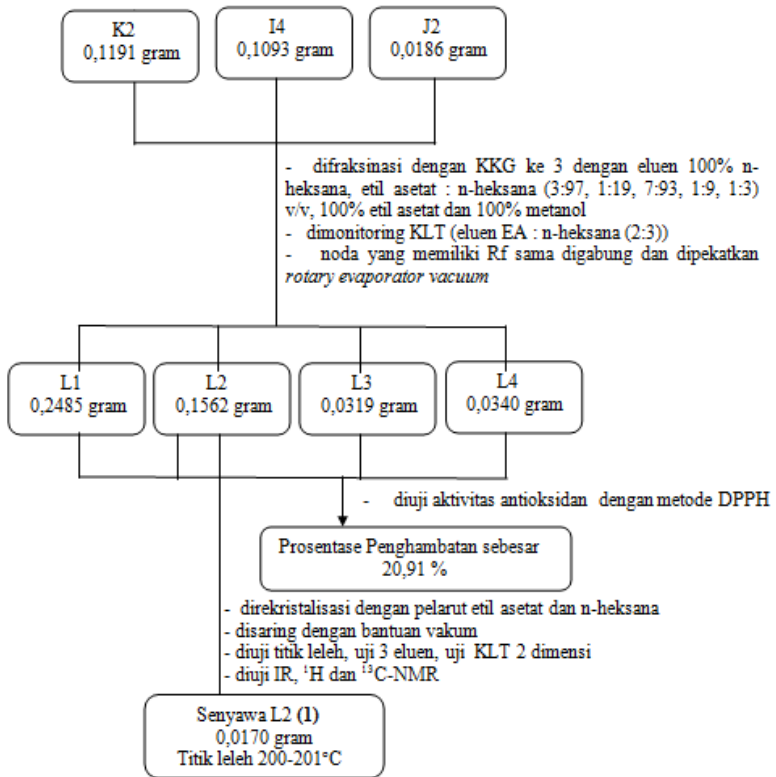 K2
0,1191 gram
I4
0,1093 gram
J2
0,0186 gram
- difraksinasi dengan KKG ke 3 dengan eluen 100% n-
heksana, etil asetat : n-heksana (3:97, 1:19, 7:93, 1:9, 1:3)
v/v, 100% etil asetat dan 100% metanol
- dimonitoring KLT (eluen EA : n-heksana (2:3))
- noda yang memiliki Rf sama digabung dan dipekatkan
rotary evaporator vacuum
L1
0,2485 gram
L2
0,1562 gram
L3
0,0319 gram
L4
0,0340 gram
- diuji aktivitas antioksidan dengan metode DPPH
Prosentase Penghambatan sebesar
20,91 %
- direkristalisasi dengan pelarut etil asetat dan n-heksana
- disaring dengan bantuan vakum
- diuji titik leleh, uji 3 eluen, uji KLT 2 dimensi
- diuji IR, ¹H dan ¹³C-NMR
Senyawa L2 (1)
0,0170 gram
Titik leleh 200-201°C